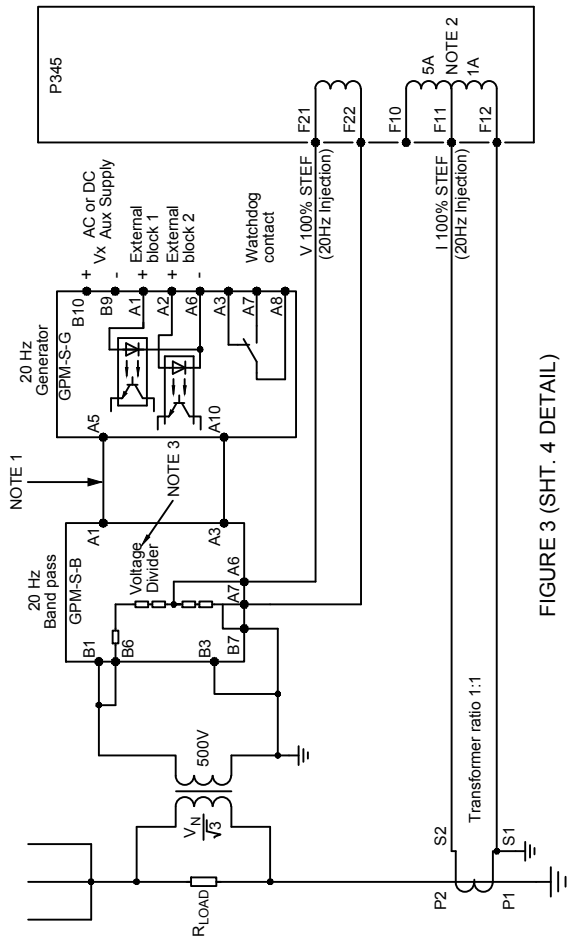 P345
F21
F22
F10
F11
F12
5A
NOTE 2
1A
V 100% STEF
(20Hz Injection)
I 100% STEF
(20Hz Injection)
AC or DC
Vx Aux Supply
+
-
+ External
block 1
+ External
block 2
-
Watchdog
contact
B10
B9
A1
A2
A6
A3
A7
A8
20 Hz
Generator
GPM-S-G
A5
A10
NOTE 1
NOTE 3
20 Hz
Band pass
GPM-S-B
A1
A3
Voltage
Divider
B1
B6
B3
A6
A7
B7
500V
VN
√3
RLOAD
Transformer ratio 1:1
S2
S1
P2
P1
FIGURE 3 (SHT. 4 DETAIL)